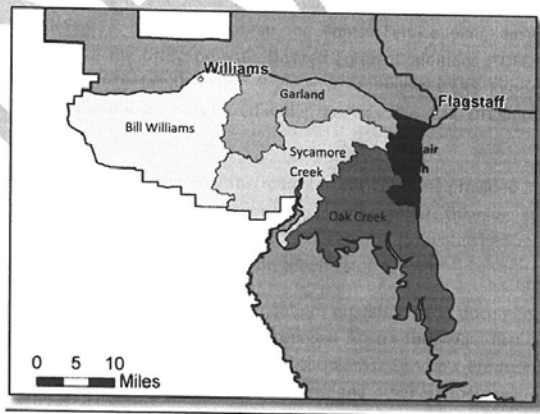 Williams
Garland
Flagstaff
Bill Williams
Sycamore
Creek
Oak Creek
0 5 10
Miles